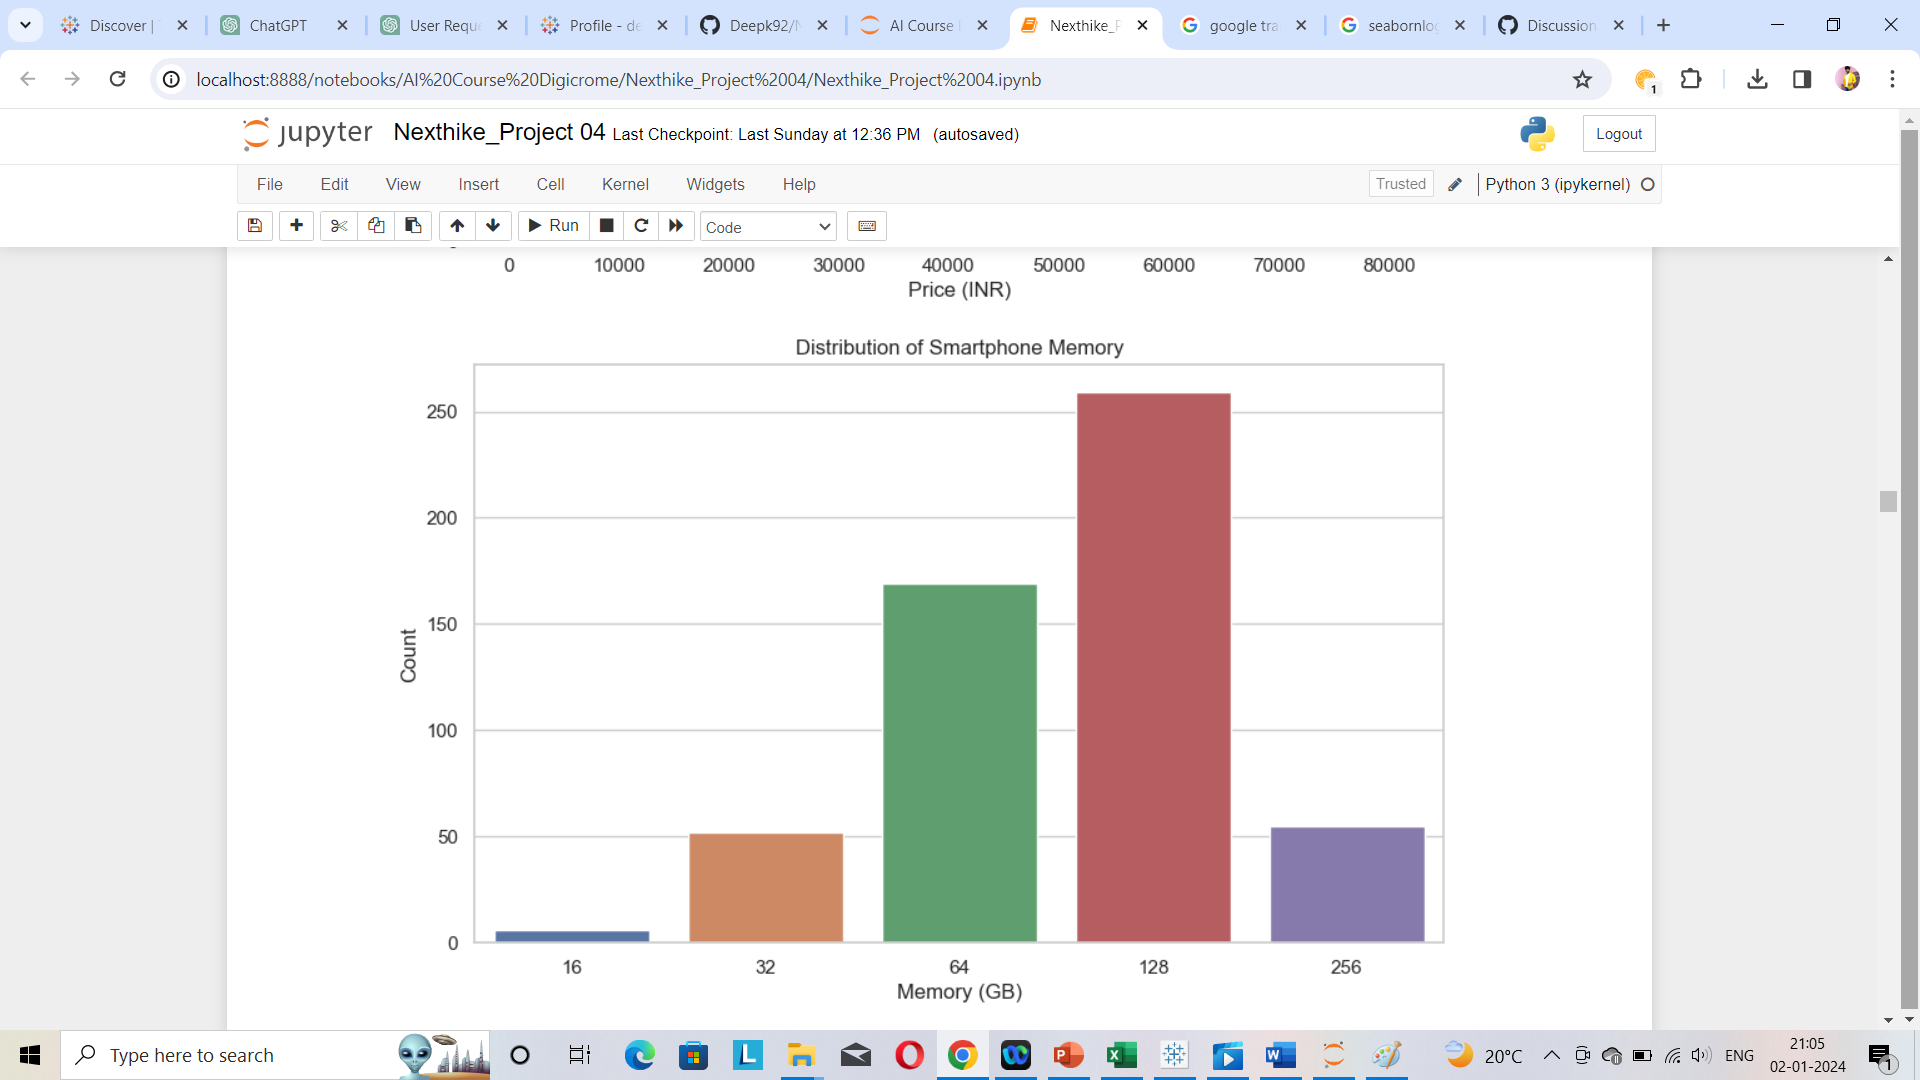 Discover |
ChatGPT
User Reque
Profile - de
Deepk92/N
AI Course
Nexthike_P
google tra
seabornlog
Discussion
localhost:8888/notebooks/AI%20Course%20Digicrome/Nexthike_Project%2004/Nexthike_Project%2004.ipynb
1
jupyter Nexthike_Project 04 Last Checkpoint: Last Sunday at 12:36 PM (autosaved)
Logout
File Edit View Insert Cell Kernel Widgets Help
Trusted
Python 3 (ipykernel)
Run
Code
0 10000 20000 30000 40000 50000 60000 70000 80000
Price (INR)
Distribution of Smartphone Memory
250
200
150
100
50
0
Count
16 32 64 128 256
Memory (GB)
Type here to search
20°C
ENG
21:05
02-01-2024
1